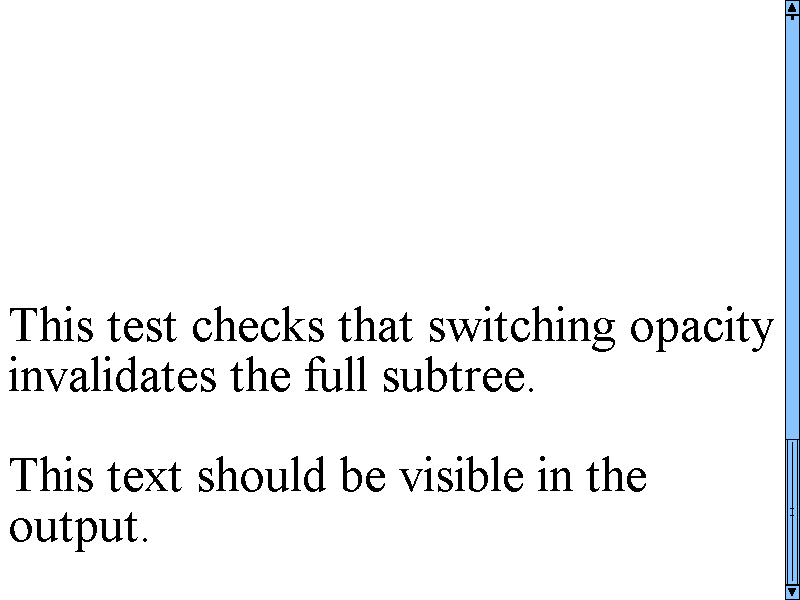 This test checks that switching opacity
invalidates the full subtree.
This text should be visible in the
output.